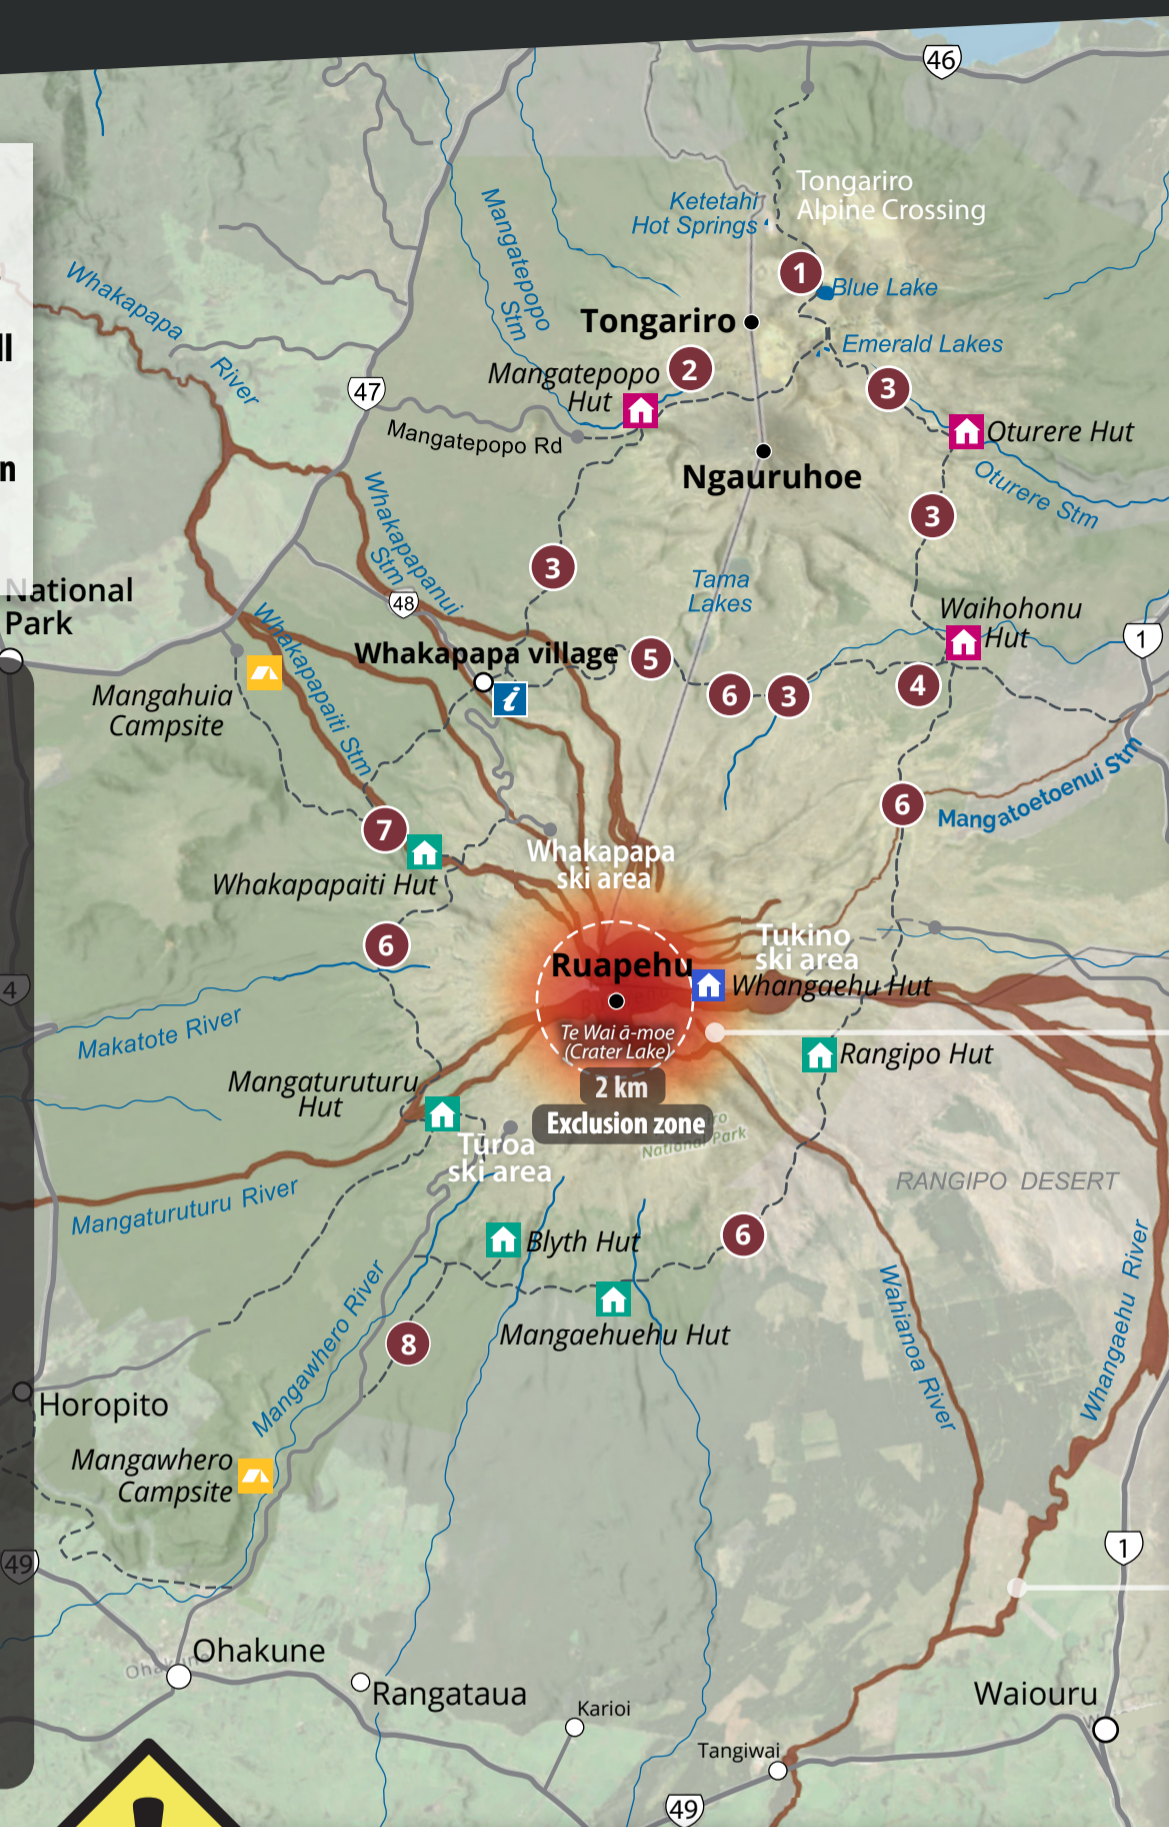 46
Tongariro
Alpine Crossing
Ketetahi
Hot Springs
Mangatepopo
Stm
1
Blue Lake
Whakapapa
River
Tongariro
Emerald Lakes
ll
2
Mangatepopo
Hut
47
3
Oturere Hut
Mangatepopo Rd
n
Ngauruhoe
Oturere Stm
Whakapapanui
Stm
3
3
National
Park
Tama
Lakes
48
Waihohonu
Hut
1
Whakapapaiti Stm
Whakapapa village
5
i
Mangahuia
Campsite
6
3
4
Mangatoetoenui Stm
6
7
Whakapapa
ski area
Whakapapaiti Hut
6
Tukino
ski area
Ruapehu
Whangaehu Hut
4
Te Wai ā-moe
(Crater Lake)
Makatote River
Rangipo Hut
2 km
Exclusion zone
Mangaturuturu
Hut
National Park
Tūroa
ski area
RANGIPO DESERT
Mangaturuturu River
6
Blyth Hut
Mangaehuehu Hut
Mangawhero River
8
Wahianoa River
Whangaehu River
Horopito
Mangawhero
Campsite
49
1
Ohakune
Rangataua
Karioi
Waiouru
Tangiwai
49
!